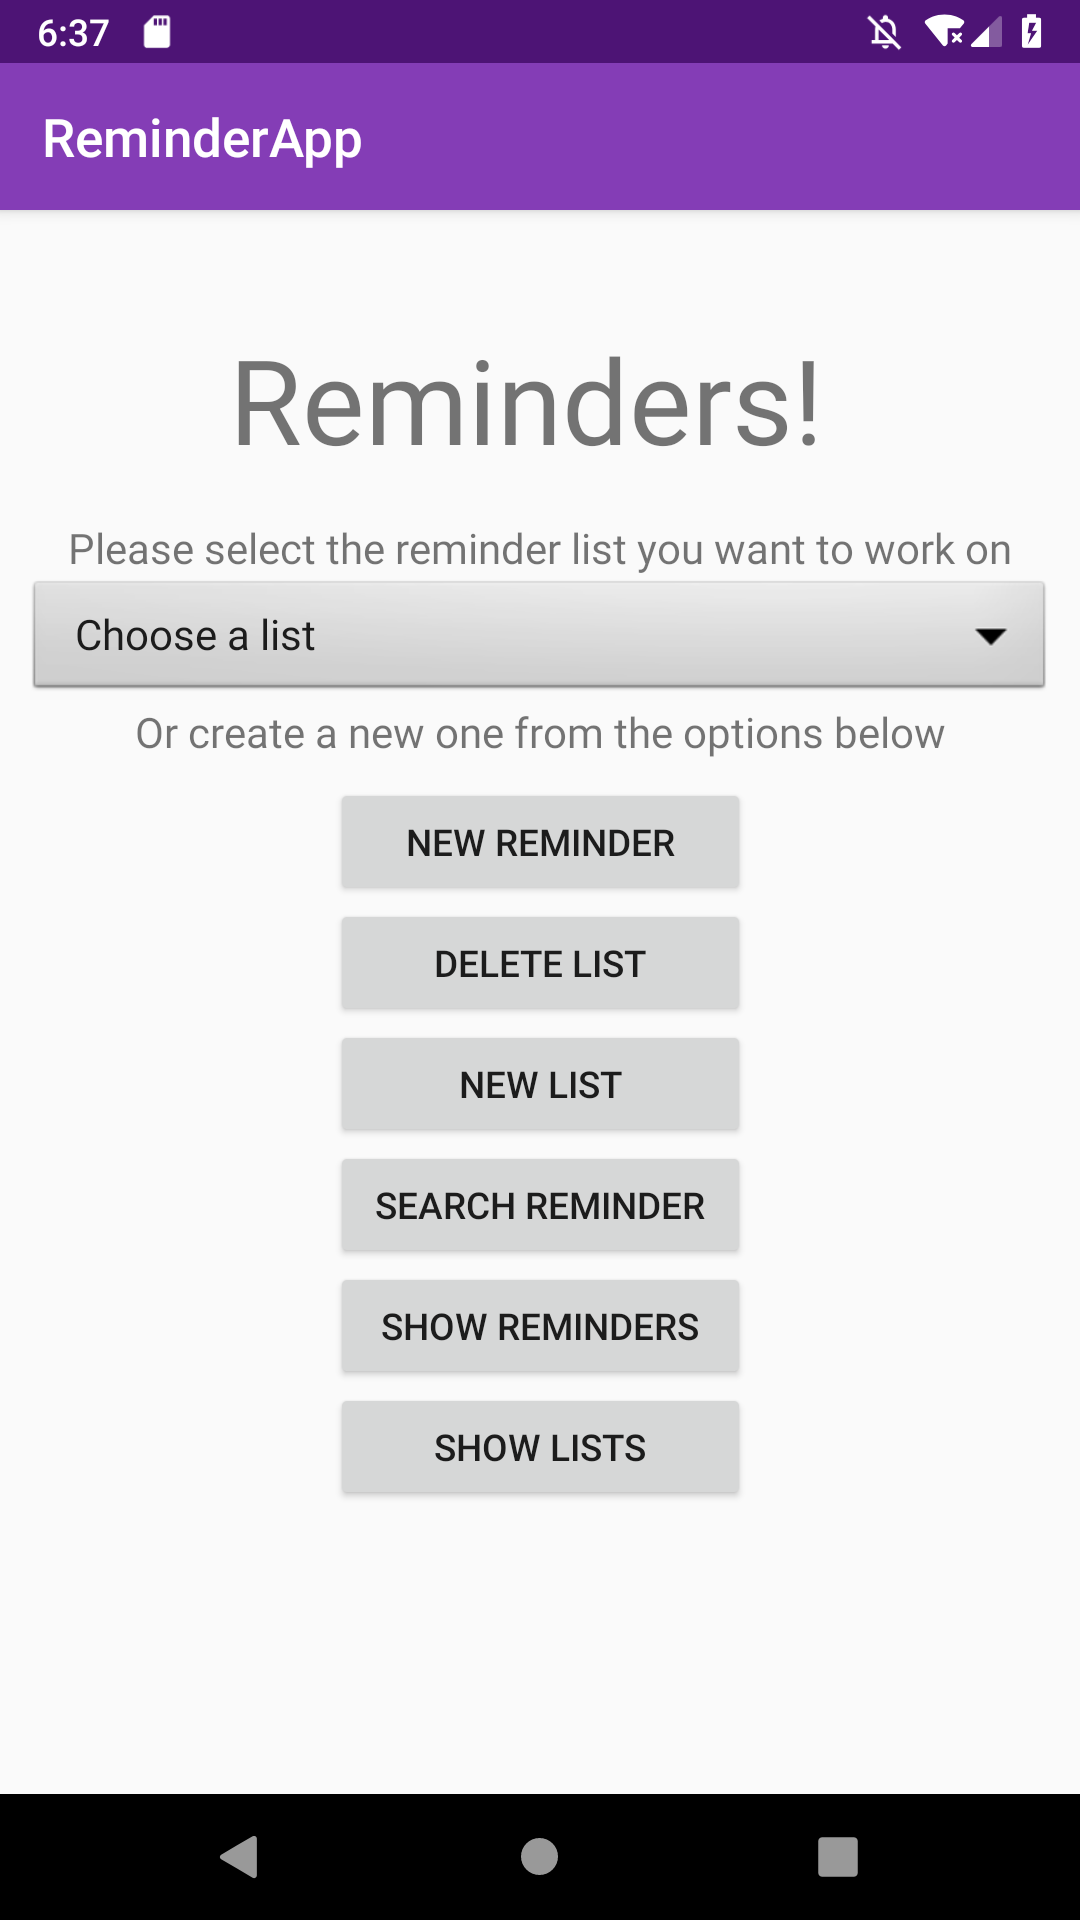 6:37
ReminderApp
Reminders!
Please select the reminder list you want to work on
Choose a list
Or create a new one from the options below
NEW REMINDER
DELETE LIST
NEW LIST
SEARCH REMINDER
SHOW REMINDERS
SHOW LISTS